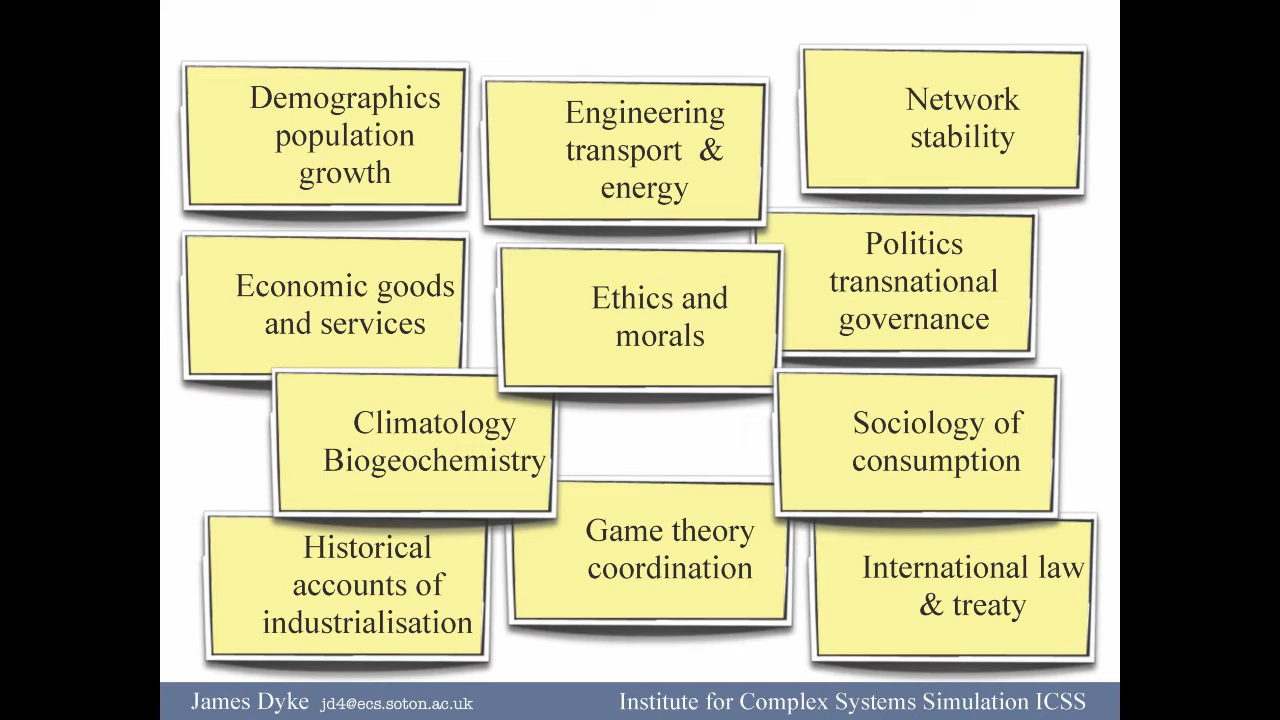 Demographics
population
growth
Engineering
transport & 
energy
Network
stability
Economic goods
and services
Ethics and
morals
Politics
transnational
governance
Climatology
Biogeochemistry
Sociology of
consumption
Historical
accounts of
industrialisation
Game theory
coordination
International law
& treaty
James Dyke jd4@ecs.soton.ac.uk
Institute for Complex Systems Simulation ICSS